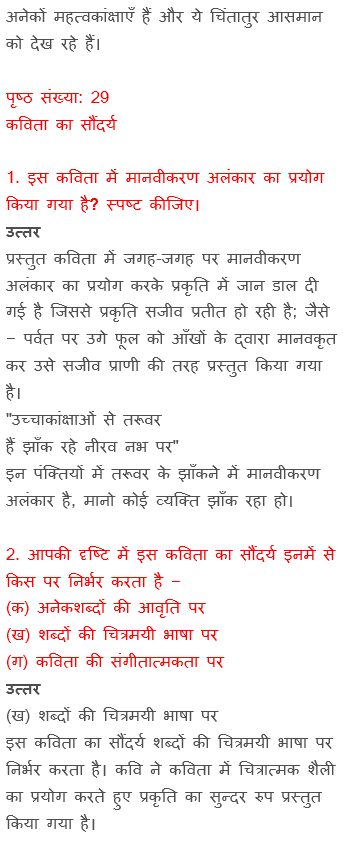 अनेकों महत्वकांक्षाएँ हैं और ये चिंतातुर आसमान
को देख रहे हैं।
पृष्ठ संख्या: 29
कविता का सौंदर्य
1. इस कविता में मानवीकरण अलंकार का प्रयोग
किया गया है? स्पष्ट कीजिए।
उत्तर
प्रस्तुत कविता में जगह-जगह पर मानवीकरण
अलंकार का प्रयोग करके प्रकृति में जान डाल दी
गई है जिससे प्रकृति सजीव प्रतीत हो रही है; जैसे
− पर्वत पर उगे फूल को आँखों के द्वारा मानवकृत
कर उसे सजीव प्राणी की तरह प्रस्तुत किया गया
है।
"उच्चाकांक्षाओं से तरूवर
हैं झाँक रहे नीरव नभ पर"
इन पंक्तियों में तरूवर के झाँकने में मानवीकरण
अलंकार है, मानो कोई व्यक्ति झाँक रहा हो।
2. आपकी दृष्टि में इस कविता का सौंदर्य इनमें से
किस पर निर्भर करता है −
(क) अनेकशब्दों की आवृति पर
(ख) शब्दों की चित्रमयी भाषा पर
(ग) कविता की संगीतात्मकता पर
उत्तर
(ख) शब्दों की चित्रमयी भाषा पर
इस कविता का सौंदर्य शब्दों की चित्रमयी भाषा पर
निर्भर करता है। कवि ने कविता में चित्रात्मक शैली
का प्रयोग करते हुए प्रकृति का सुन्दर रुप प्रस्तुत
किया गया है।